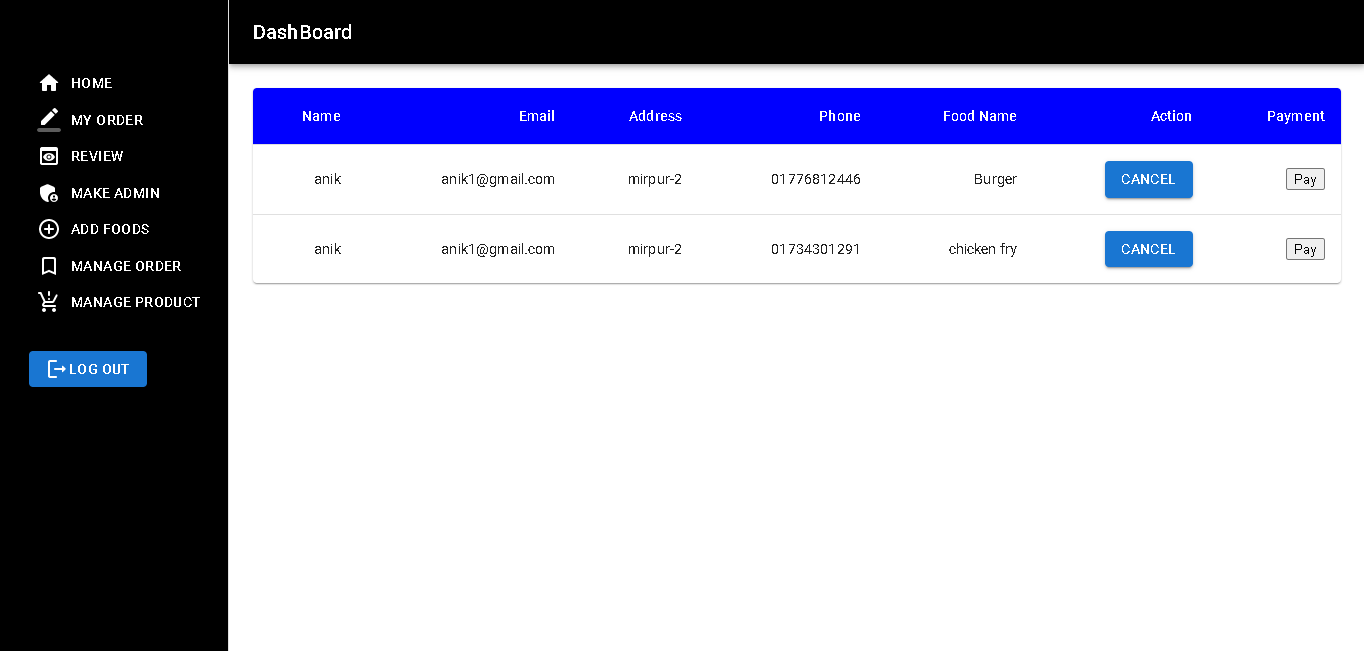 DashBoard
HOME
MY ORDER
REVIEW
MAKE ADMIN
ADD FOODS
MANAGE ORDER
MANAGE PRODUCT
LOG OUT
Name Email Address Phone Food Name Action Payment
anik anik1@gmail.com mirpur-2 01776812446 Burger CANCEL Pay
anik anik1@gmail.com mirpur-2 01734301291 chicken fry CANCEL Pay